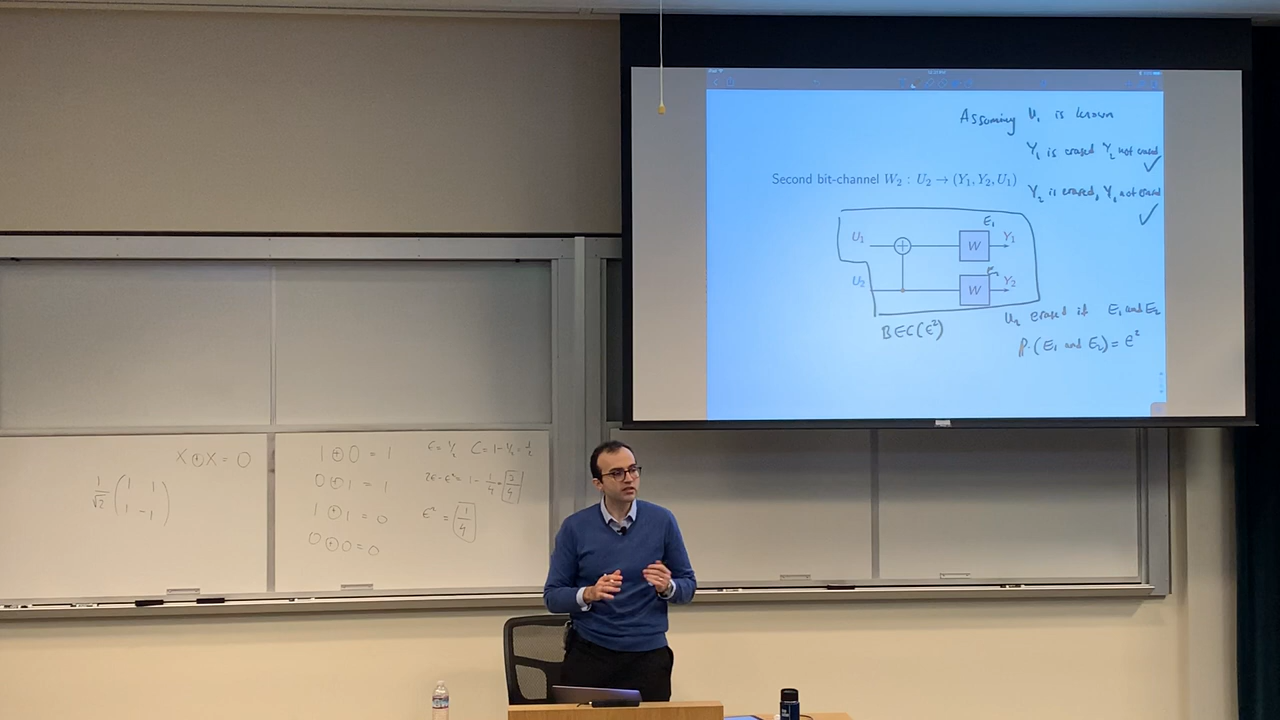 Assuming U₁ is known
Y₁ is erased Y₂ not erased ✓
Second bit-channel W₂ : U₂ → (Y₁, Y₂, U₁)
Y₂ is erased, Y₁ not erased ✓
E₁
U₁ ⊕ W Y₁
U₂ W Y₂
U₂ erased if E₁ and E₂
BEC(ϵ²)
P(E₁ and E₂) = ϵ²
X ⊕ X = 0
1/√2 (1 1
1 -1)
1 ⊕ 0 = 1
0 ⊕ 1 = 1
1 ⊕ 1 = 0
0 ⊕ 0 = 0
ϵ = 1/2 C = 1 - 1/2 = 1/2
2ϵ - ϵ² = 1 - 1/4 = 3/4
ϵ² = 1/4